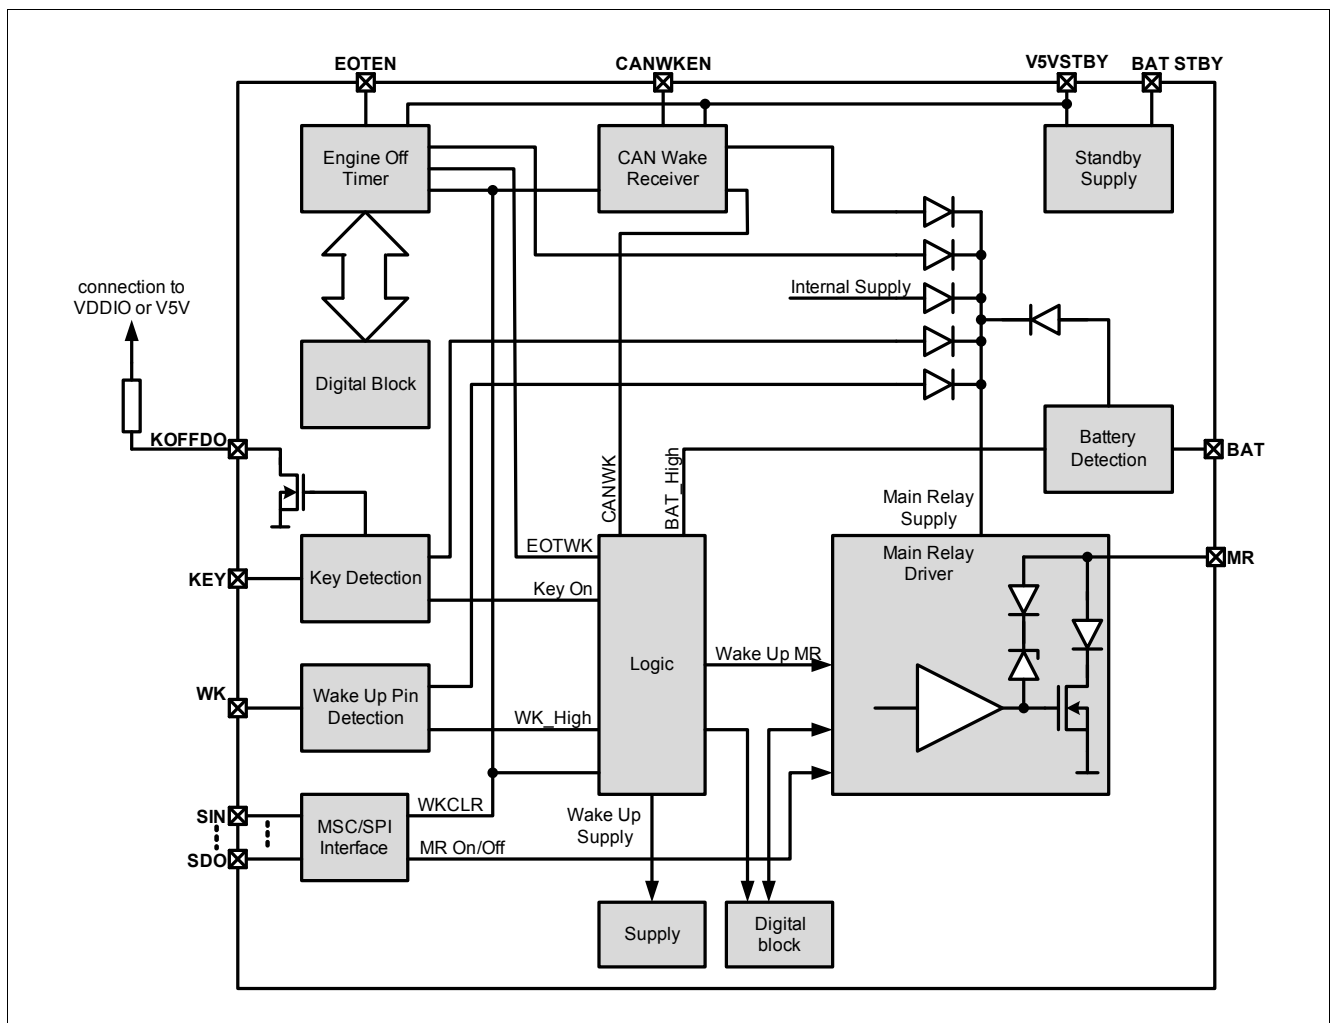 EOTEN
CANWKEN
V5VSTBY
BAT STBY
Engine Off
Timer
CAN Wake
Receiver
Standby
Supply
connection to
VDDIO or V5V
Internal Supply
Digital Block
KOFFDO
Battery
Detection
BAT
CANWK
BAT_High
Main Relay
Supply
EOTWK
Main Relay
Driver
MR
KEY
Key Detection
Key On
Logic
Wake Up MR
WK
Wake Up Pin
Detection
WK_High
SIN
SDO
MSC/SPI
Interface
WKCLR
MR On/Off
Wake Up
Supply
Supply
Digital
block